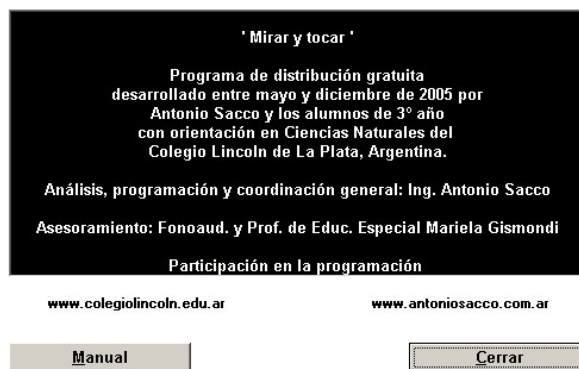 ' Mirar y tocar '
Programa de distribución gratuita
desarrollado entre mayo y diciembre de 2005 por
Antonio Sacco y los alumnos de 3º año
con orientación en Ciencias Naturales del
Colegio Lincoln de La Plata, Argentina.
Análisis, programación y coordinación general: Ing. Antonio Sacco
Asesoramiento: Fonoaud. y Prof. de Educ. Especial Mariela Gismondi
Participación en la programación
www.colegiolincoln.edu.ar www.antoniosacco.com.ar
Manual Cerrar